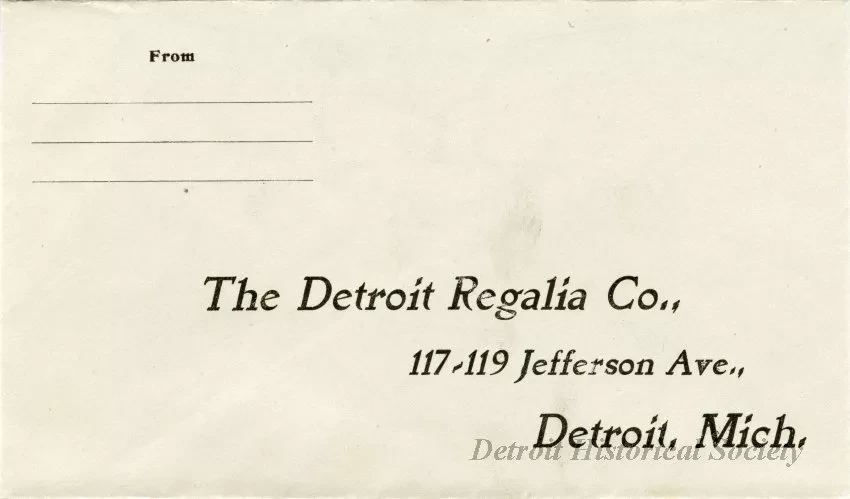 From
The Detroit Regalia Co.,
117-119 Jefferson Ave.,
Detroit, Mich.
Detroit Historical Society